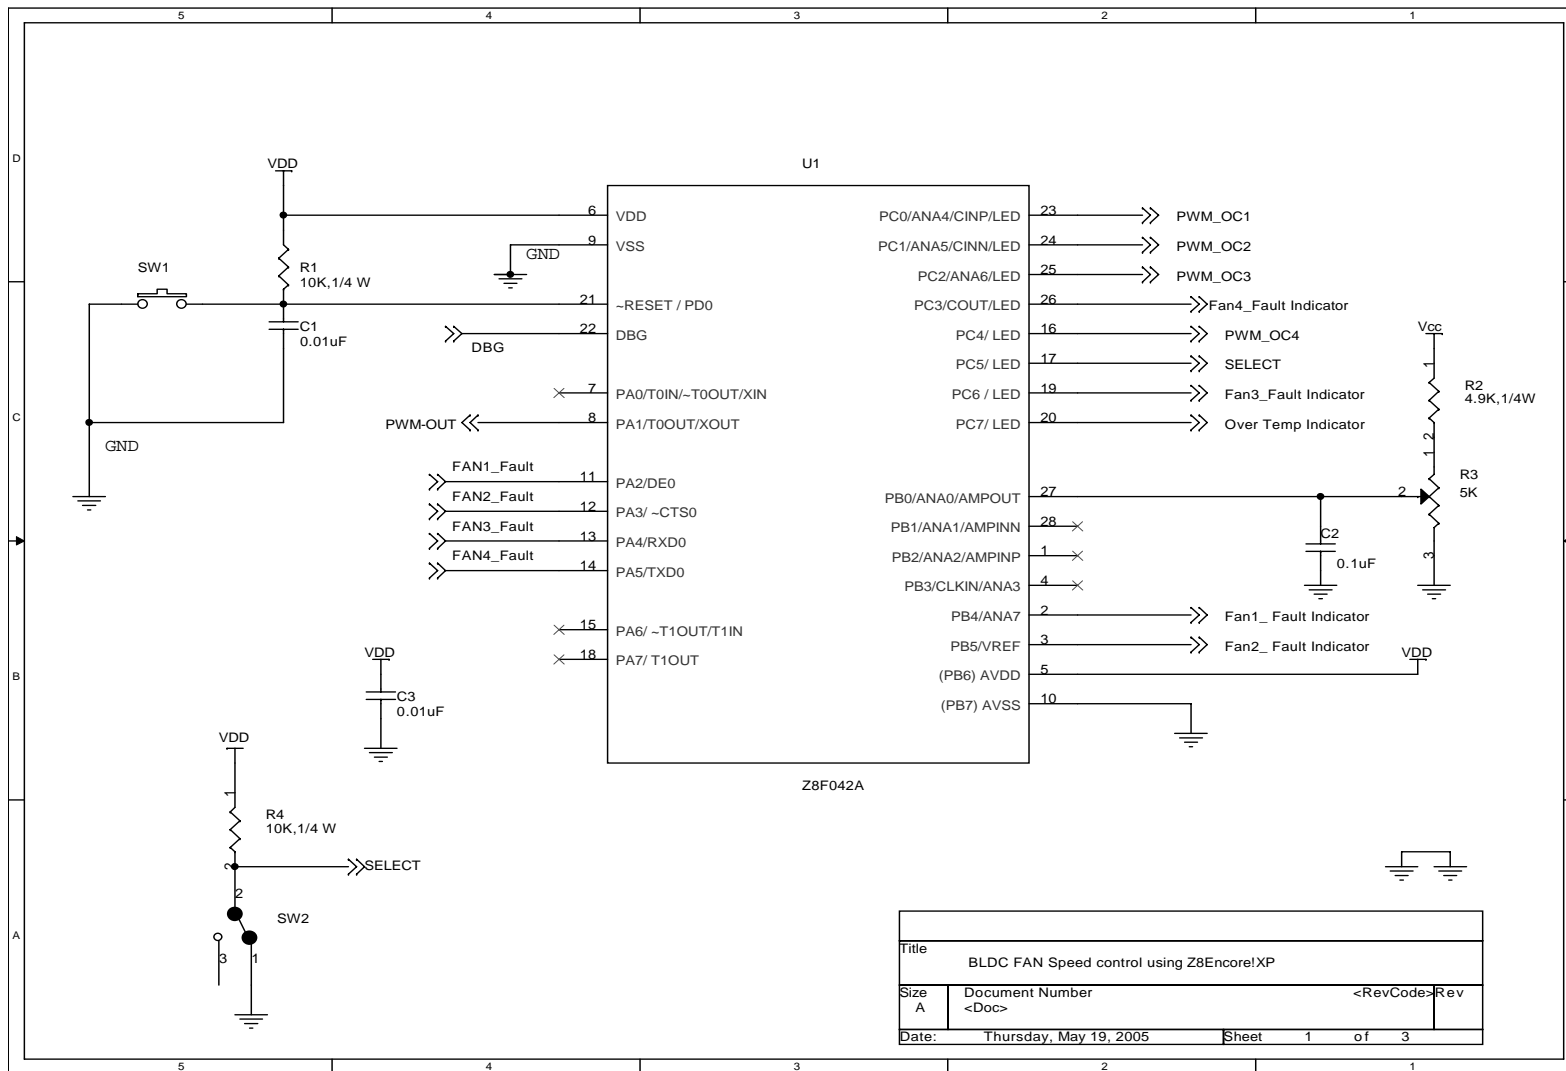 5 4 3 2 1
D
C
B
A
VDD
R1
10K,1/4 W
SW1
C1
0.01uF
GND
GND
DBG
PWM-OUT
FAN1_Fault
FAN2_Fault
FAN3_Fault
FAN4_Fault
U1
6 VDD
9 VSS
21 ~RESET / PD0
22 DBG
7 PA0/T0IN/~T0OUT/XIN
8 PA1/T0OUT/XOUT
11 PA2/DE0
12 PA3/ ~CTS0
13 PA4/RXD0
14 PA5/TXD0
15 PA6/ ~T1OUT/T1IN
18 PA7/ T1OUT
PC0/ANA4/CINP/LED 23 PWM_OC1
PC1/ANA5/CINN/LED 24 PWM_OC2
PC2/ANA6/LED 25 PWM_OC3
PC3/COUT/LED 26 Fan4_Fault Indicator
PC4/ LED 16 PWM_OC4
PC5/ LED 17 SELECT
PC6 / LED 19 Fan3_Fault Indicator
PC7/ LED 20 Over Temp Indicator
PB0/ANA0/AMPOUT 27
PB1/ANA1/AMPINN 28
PB2/ANA2/AMPINP 1
PB3/CLKIN/ANA3 4
PB4/ANA7 2 Fan1_ Fault Indicator
PB5/VREF 3 Fan2_ Fault Indicator
(PB6) AVDD 5 VDD
(PB7) AVSS 10
Z8F042A
Vcc
1
R2
4.9K,1/4W
2
1
R3
5K
2
3
C2
0.1uF
VDD
C3
0.01uF
VDD
1
R4
10K,1/4 W
2
SELECT
2
SW2
3 1
Title
BLDC FAN Speed control using Z8Encore!XP
Size Document Number <RevCode> Rev
A <Doc>
Date: Thursday, May 19, 2005 Sheet 1 of 3
5 4 3 2 1